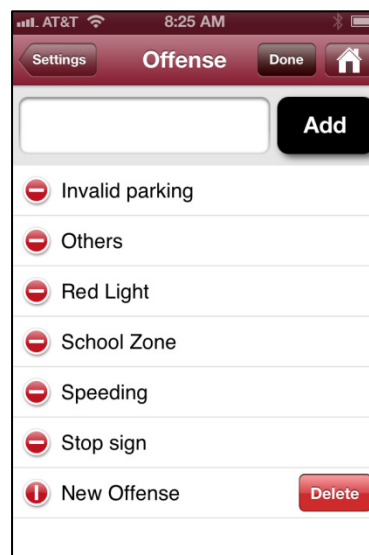 AT&T 8:25 AM
Settings Offense Done
Add
Invalid parking
Others
Red Light
School Zone
Speeding
Stop sign
New Offense Delete